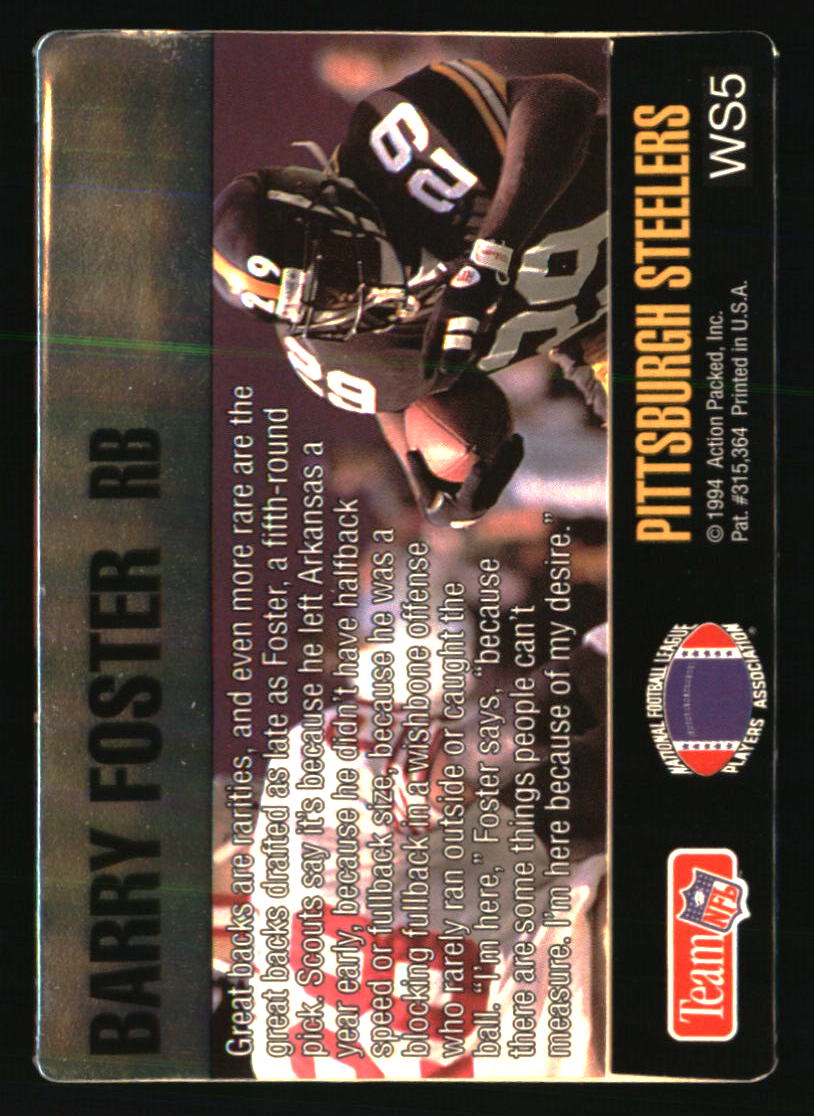 BARRY FOSTER RB
Great backs are rarities, and even more rare are the
great backs drafted as late as Foster, a fifth-round
pick. Scouts say it's because he left Arkansas a
year early, because he didn't have halfback
speed or fullback size, because he was a
blocking fullback in a wishbone offense
who rarely ran outside or caught the
ball. "I'm here," Foster says, "because
there are some things people can't
measure. I'm here because of my desire."
29
29
29
Team NFL
NATIONAL FOOTBALL LEAGUE
PLAYERS ASSOCIATION
PITTSBURGH STEELERS
© 1994 Action Packed, Inc.
Pat. #315,364 Printed in U.S.A.
WS5